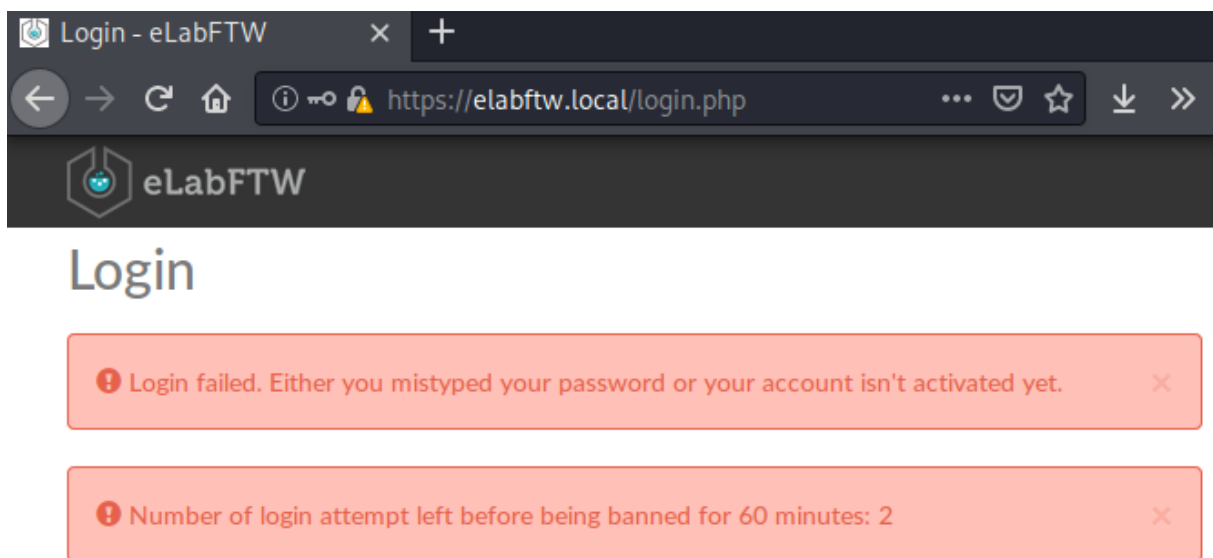 Login - eLabFTW
https://elabftw.local/login.php
eLabFTW
Login
Login failed. Either you mistyped your password or your account isn't activated yet.
Number of login attempt left before being banned for 60 minutes: 2